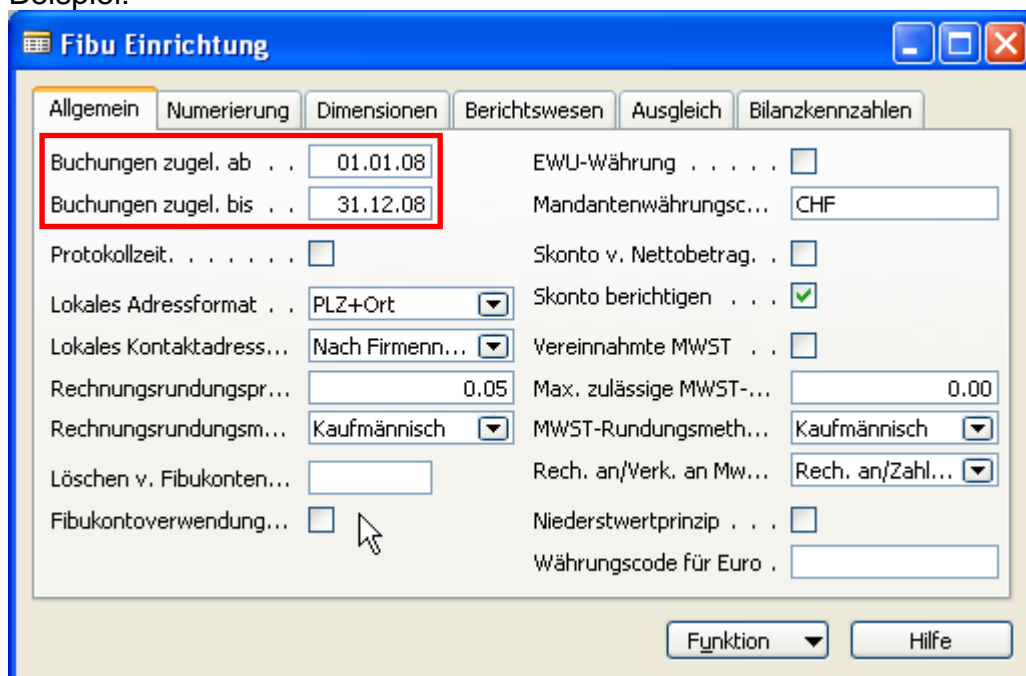 Beispiel:
Fibu Einrichtung
Allgemein Numerierung Dimensionen Berichtswesen Ausgleich Bilanzkennzahlen
Buchungen zugel. ab . . 01.01.08
Buchungen zugel. bis . . 31.12.08
Protokollzeit. . . . . . .
Lokales Adressformat . . PLZ+Ort
Lokales Kontaktadress... Nach Firmenn...
Rechnungsrundungspr... 0.05
Rechnungsrundungsm... Kaufmännisch
Löschen v. Fibukonten...
Fibukontoverwendung...
EWU-Währung . . . . .
Mandantenwährungsc... CHF
Skonto v. Nettobetrag. .
Skonto berichtigen . . .
Vereinnahmte MWST . .
Max. zulässige MWST-... 0.00
MWST-Rundungsmeth... Kaufmännisch
Rech. an/Verk. an Mw... Rech. an/Zahl...
Niederstwertprinzip . . .
Währungscode für Euro .
Funktion Hilfe